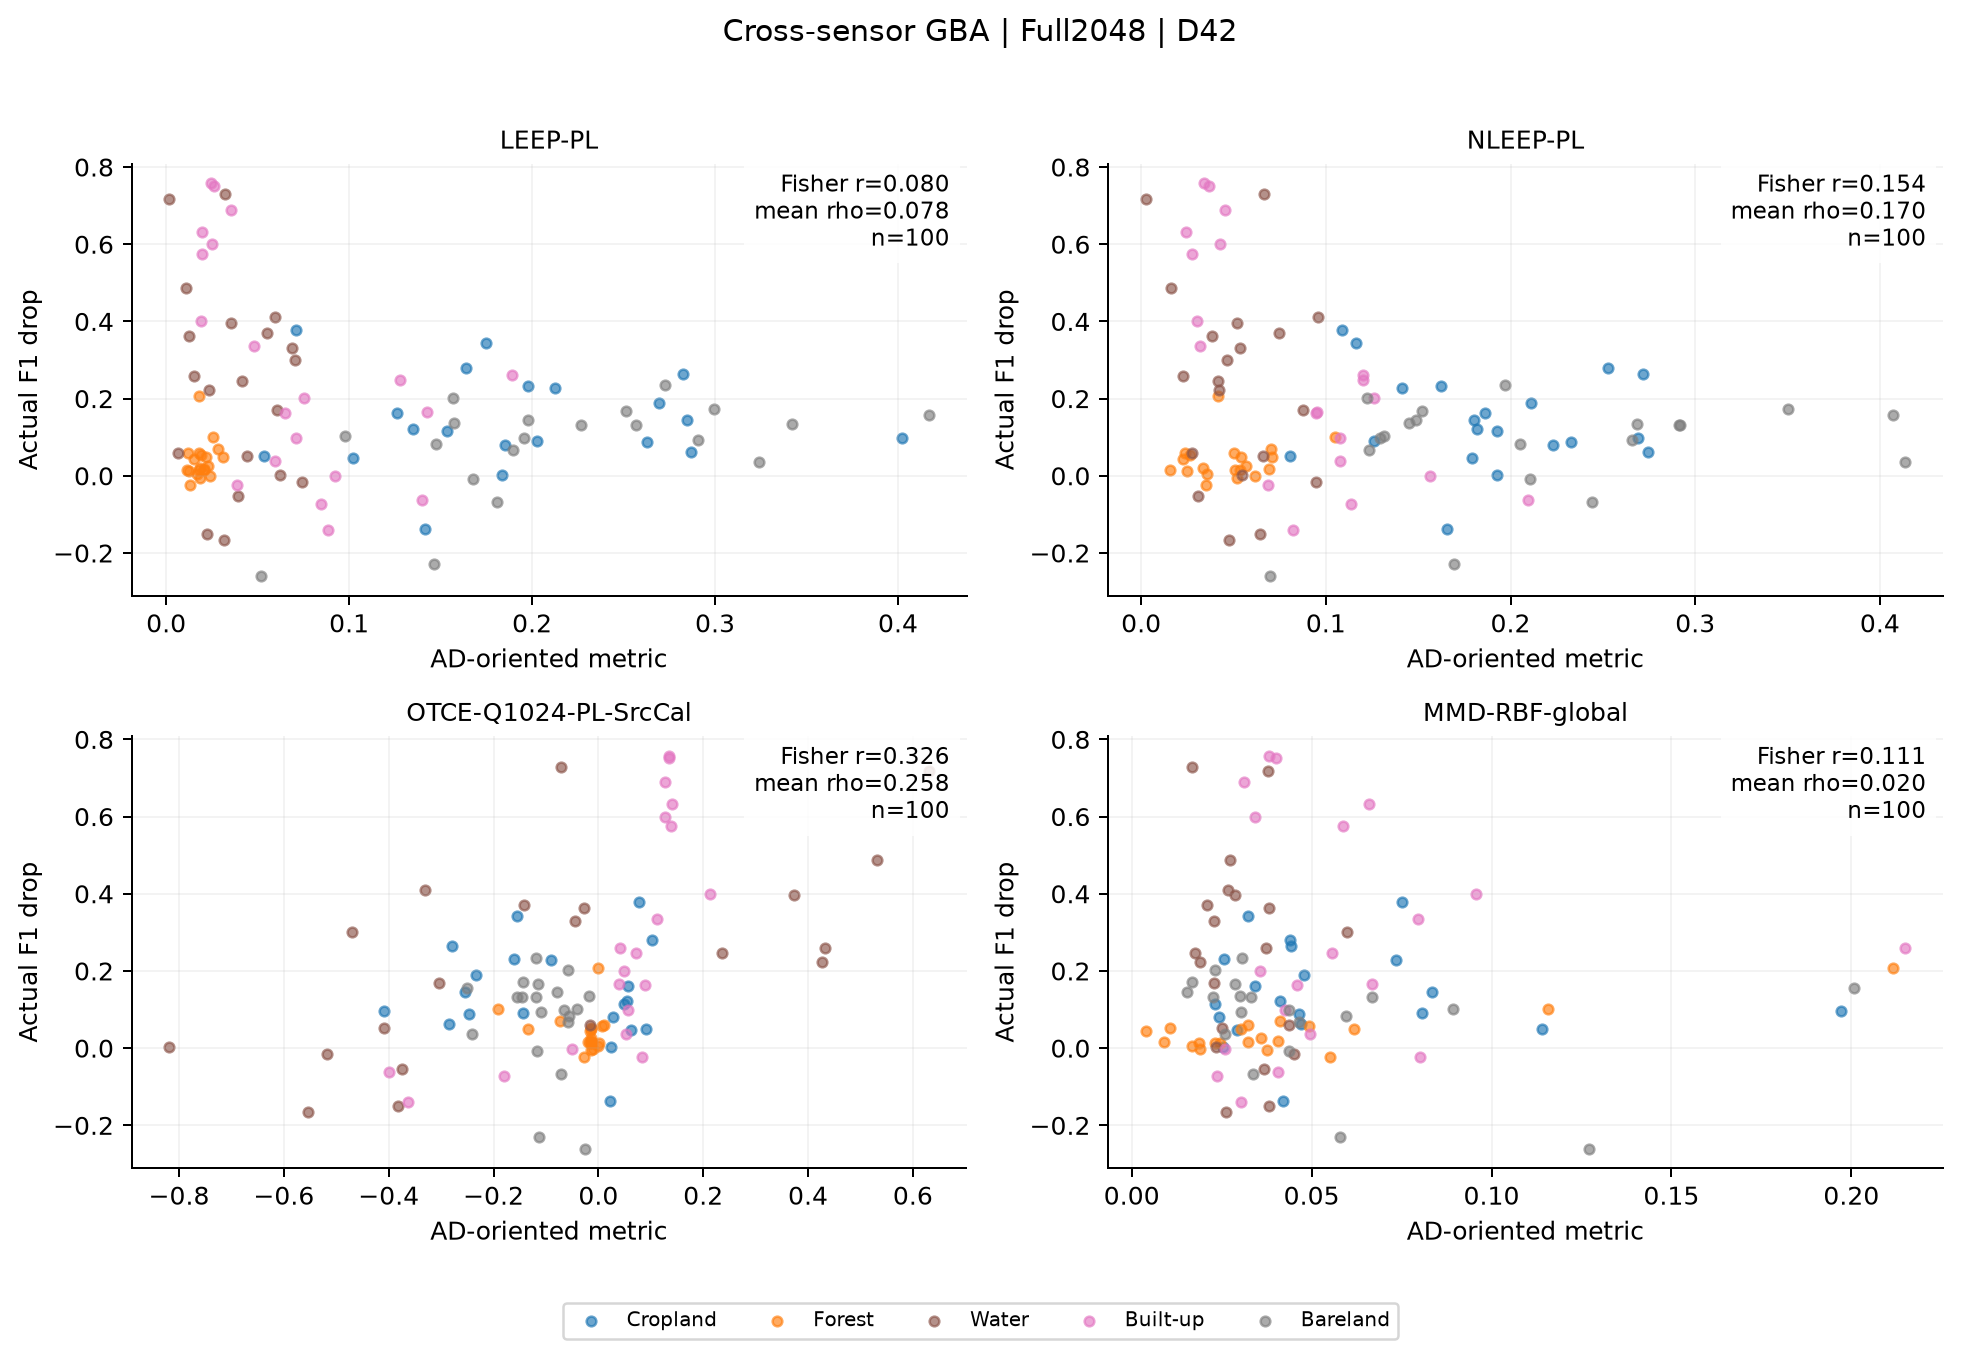 Cross-sensor GBA | Full2048 | D42
LEEP-PL
Fisher r=0.080
mean rho=0.078
n=100
0.8
0.6
0.4
0.2
0.0
−0.2
Actual F1 drop
0.0 0.1 0.2 0.3 0.4
AD-oriented metric
NLEEP-PL
Fisher r=0.154
mean rho=0.170
n=100
0.8
0.6
0.4
0.2
0.0
−0.2
Actual F1 drop
0.0 0.1 0.2 0.3 0.4
AD-oriented metric
OTCE-Q1024-PL-SrcCal
Fisher r=0.326
mean rho=0.258
n=100
0.8
0.6
0.4
0.2
0.0
−0.2
Actual F1 drop
−0.8 −0.6 −0.4 −0.2 0.0 0.2 0.4 0.6
AD-oriented metric
MMD-RBF-global
Fisher r=0.111
mean rho=0.020
n=100
0.8
0.6
0.4
0.2
0.0
−0.2
Actual F1 drop
0.00 0.05 0.10 0.15 0.20
AD-oriented metric
Cropland Forest Water Built-up Bareland